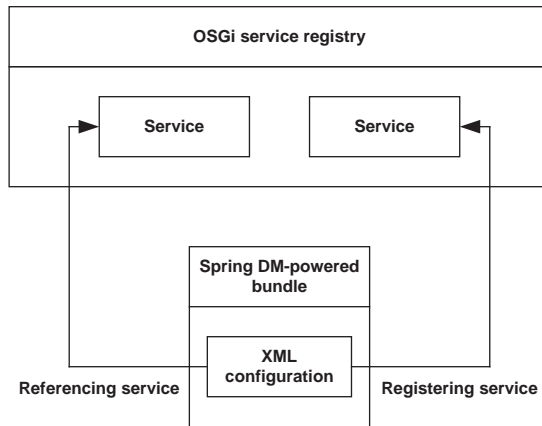 OSGi service registry
Service
Service
Spring DM-powered
bundle
XML
configuration
Referencing service
Registering service